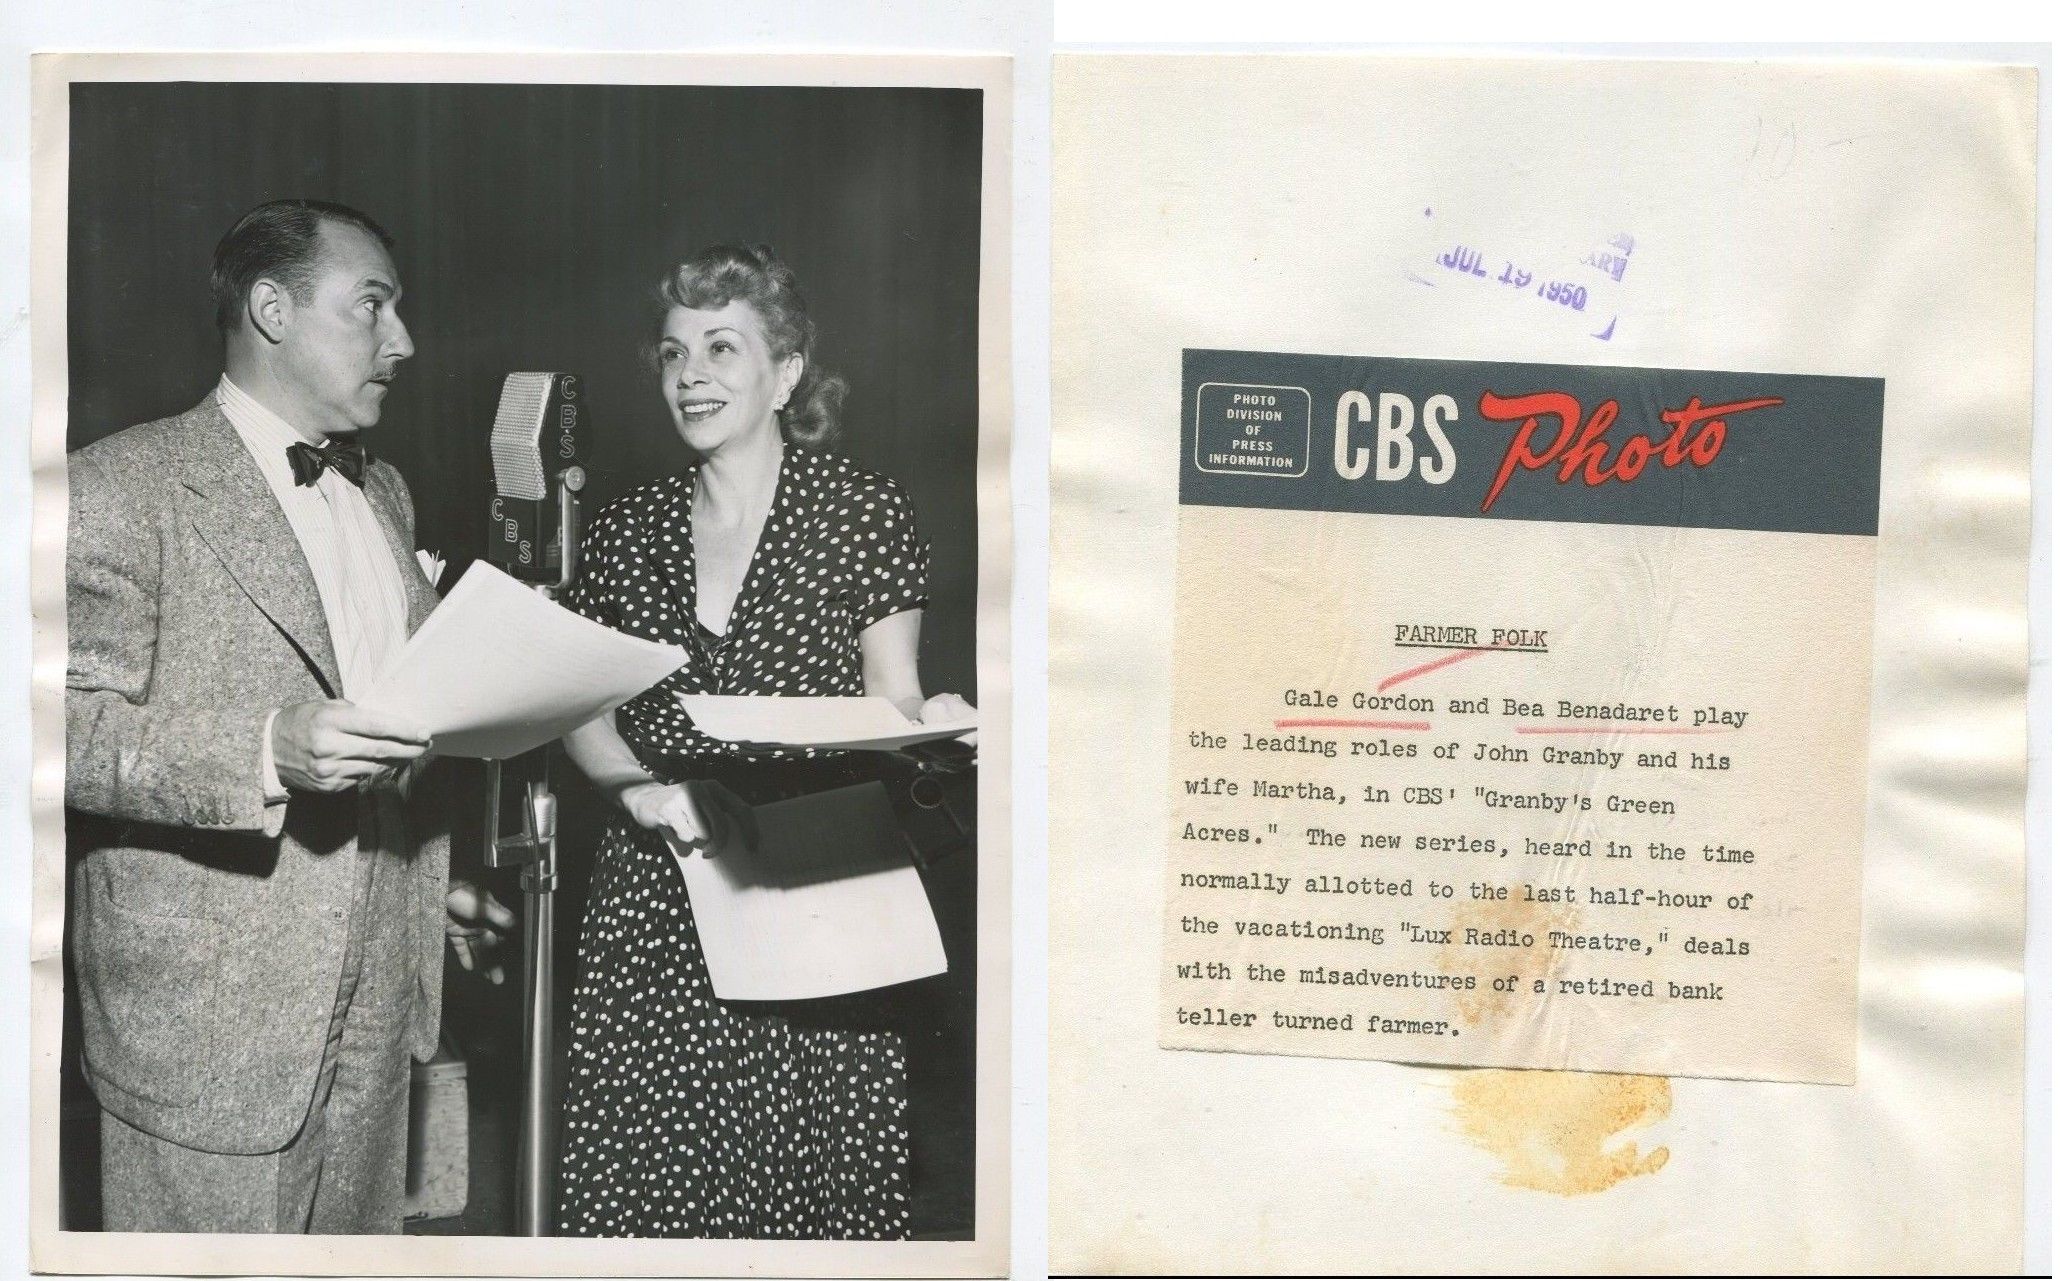 CBS
CBS
JUL 19 1950
PHOTO
DIVISION
OF
PRESS
INFORMATION
CBS Photo
FARMER FOLK
Gale Gordon and Bea Benadaret play
the leading roles of John Granby and his
wife Martha, in CBS' "Granby's Green
Acres." The new series, heard in the time
normally allotted to the last half-hour of
the vacationing "Lux Radio Theatre," deals
with the misadventures of a retired bank
teller turned farmer.